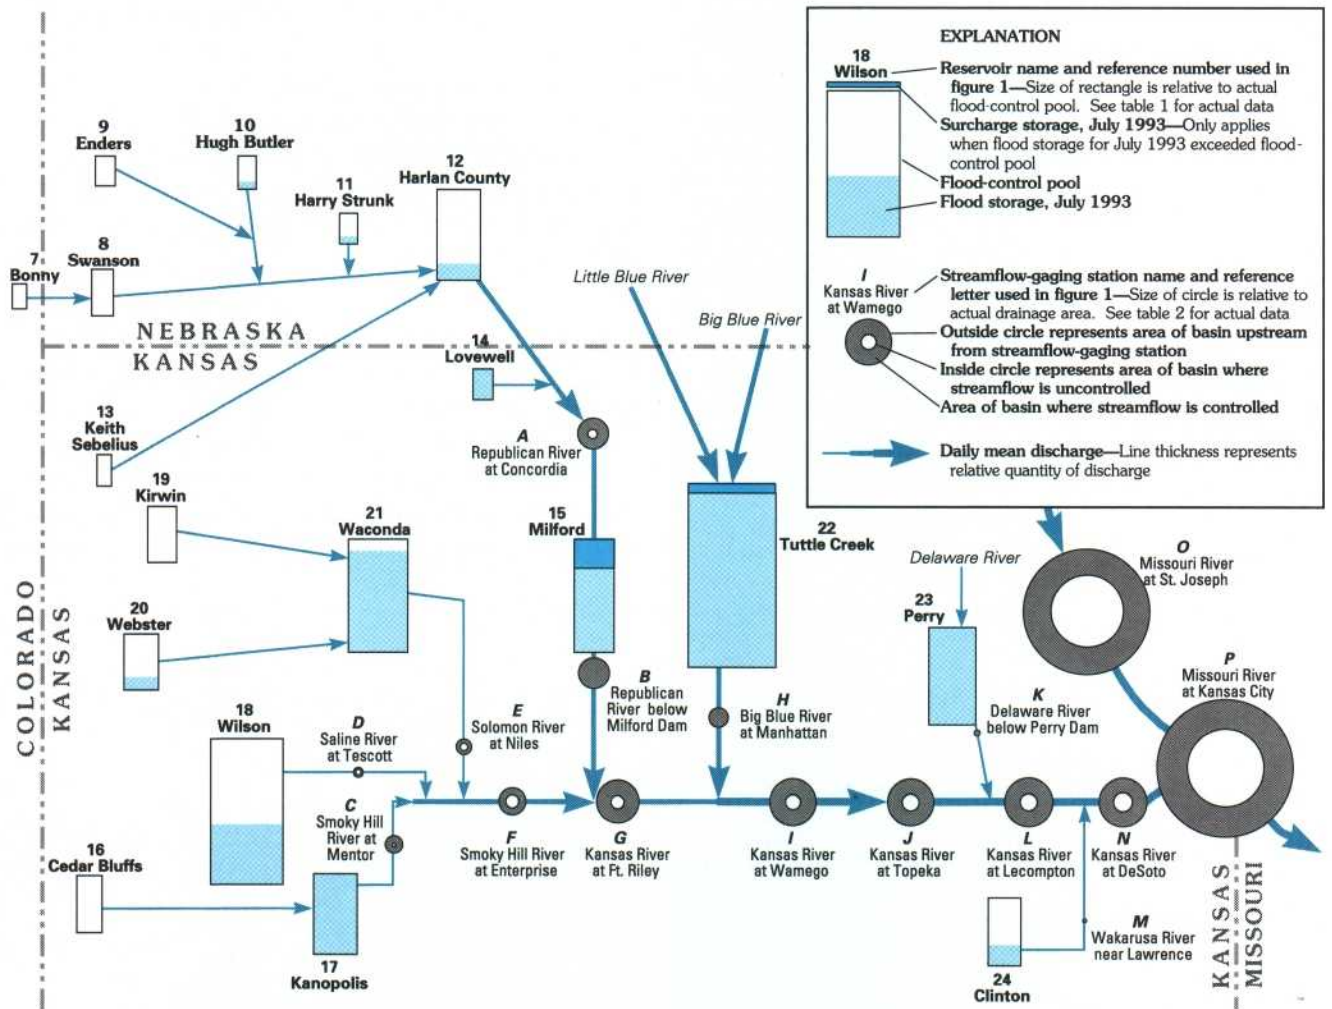 EXPLANATION
18
Wilson
Reservoir name and reference number used in
figure 1—Size of rectangle is relative to actual
flood-control pool. See table 1 for actual data
Surcharge storage, July 1993—Only applies
when flood storage for July 1993 exceeded flood-
control pool
Flood-control pool
Flood storage, July 1993
I
Kansas River
at Wamego
Streamflow-gaging station name and reference
letter used in figure 1—Size of circle is relative to
actual drainage area. See table 2 for actual data
Outside circle represents area of basin upstream
from streamflow-gaging station
Inside circle represents area of basin where
streamflow is uncontrolled
Area of basin where streamflow is controlled
Daily mean discharge—Line thickness represents
relative quantity of discharge
9
Enders
10
Hugh Butler
11
Harry Strunk
12
Harlan County
7
Bonny
8
Swanson
Little Blue River
Big Blue River
NEBRASKA
KANSAS
14
Lovewell
13
Keith
Sebelius
A
Republican River
at Concordia
19
Kirwin
21
Waconda
15
Milford
22
Tuttle Creek
Delaware River
O
Missouri River
at St. Joseph
COLORADO
KANSAS
20
Webster
23
Perry
B
Republican
River below
Milford Dam
H
Big Blue River
at Manhattan
K
Delaware River
below Perry Dam
P
Missouri River
at Kansas City
18
Wilson
D
Saline River
at Tescott
E
Solomon River
at Niles
C
Smoky Hill
River at
Mentor
F
Smoky Hill River
at Enterprise
G
Kansas River
at Ft. Riley
I
Kansas River
at Wamego
J
Kansas River
at Topeka
L
Kansas River
at Lecompton
N
Kansas River
at DeSoto
16
Cedar Bluffs
17
Kanopolis
M
Wakarusa River
near Lawrence
24
Clinton
KANSAS
MISSOURI